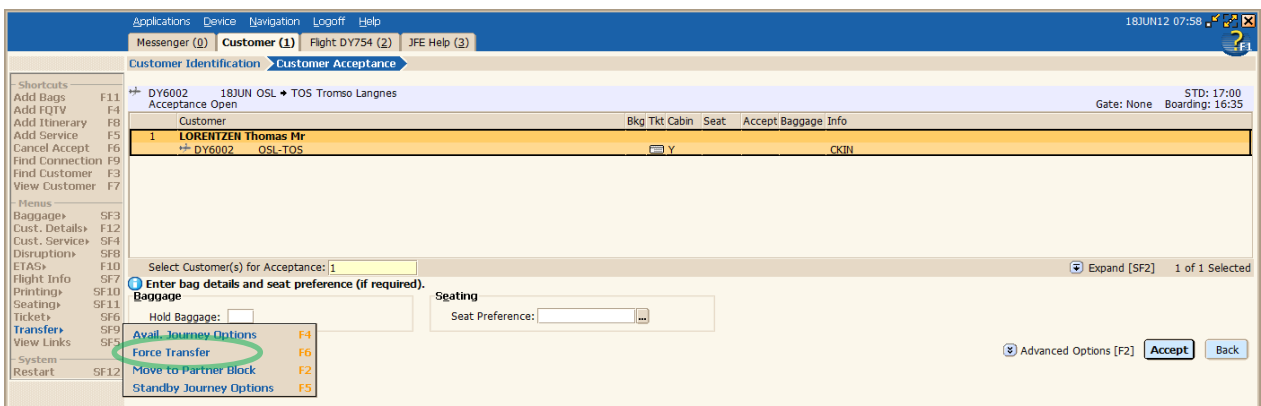 Applications Device Navigation Logoff Help 18JUN12 07:58
Messenger (0) Customer (1) Flight DY754 (2) JFE Help (3)
?F1
Customer Identification Customer Acceptance
Shortcuts
Add Bags F11
Add FQTV F4
Add Itinerary F8
Add Service F5
Cancel Accept F6
Find Connection F9
Find Customer F3
View Customer F7
Menus
Baggage SF3
Cust. Details F12
Cust. Service SF4
Disruption SF8
ETAS F10
Flight Info SF7
Printing SF10
Seating SF11
Ticket SF6
Transfer SF9
View Links SF5
System
Restart SF12
DY6002 18JUN OSL TOS Tromso Langnes STD: 17:00
Acceptance Open Gate: None Boarding: 16:35
Customer Bkg Tkt Cabin Seat Accept Baggage Info
1 LORENTZEN Thomas Mr
DY6002 OSL-TOS Y CKIN
Select Customer(s) for Acceptance: 1 Expand [SF2] 1 of 1 Selected
Enter bag details and seat preference (if required).
Baggage Seating
Hold Baggage: Seat Preference: ...
Avail. Journey Options F4
Force Transfer F6
Move to Partner Block F2
Standby Journey Options F5
Advanced Options [F2] Accept Back